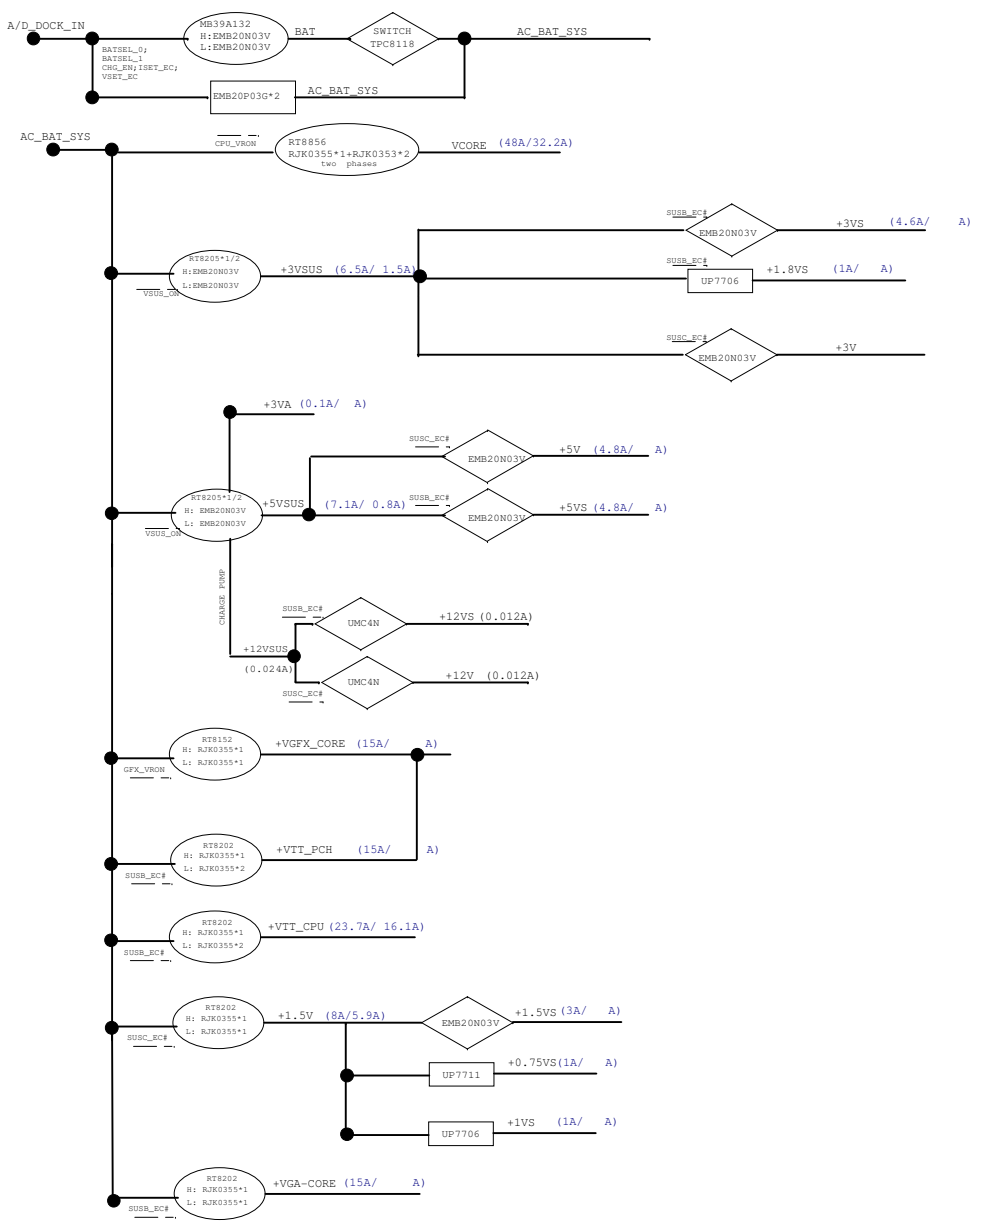 A/D_DOCK_IN
BATSEL_0;
BATSEL_1
CHG_EN;ISET_EC;
VSET_EC
MB39A132
H:EMB20N03V
L:EMB20N03V
BAT
SWITCH
TPC8118
AC_BAT_SYS
EMB20P03G*2
AC_BAT_SYS
AC_BAT_SYS
CPU_VRON
RT8856
RJK0355*1+RJK0353*2
two phases
VCORE (48A/32.2A)
RT8205*1/2
H:EMB20N03V
L:EMB20N03V
VSUS_ON
+3VSUS (6.5A/ 1.5A)
SUSB_EC#
EMB20N03V
+3VS (4.6A/ A)
SUSB_EC#
UP7706
+1.8VS (1A/ A)
SUSC_EC#
EMB20N03V
+3V
+3VA (0.1A/ A)
RT8205*1/2
H: EMB20N03V
L: EMB20N03V
VSUS_ON
+5VSUS (7.1A/ 0.8A)
SUSC_EC#
EMB20N03V
+5V (4.8A/ A)
SUSB_EC#
EMB20N03V
+5VS (4.8A/ A)
CHARGE PUMP
+12VSUS
(0.024A)
SUSB_EC#
UMC4N
+12VS (0.012A)
SUSC_EC#
UMC4N
+12V (0.012A)
RT8152
H: RJK0355*1
L: RJK0355*1
GFX_VRON
+VGFX_CORE (15A/ A)
RT8202
H: RJK0355*1
L: RJK0355*2
SUSB_EC#
+VTT_PCH (15A/ A)
RT8202
H: RJK0355*1
L: RJK0355*2
SUSB_EC#
+VTT_CPU (23.7A/ 16.1A)
RT8202
H: RJK0355*1
L: RJK0355*1
SUSC_EC#
+1.5V (8A/5.9A)
EMB20N03V
+1.5VS (3A/ A)
UP7711
+0.75VS (1A/ A)
UP7706
+1VS (1A/ A)
RT8202
H: RJK0355*1
L: RJK0355*1
SUSB_EC#
+VGA-CORE (15A/ A)